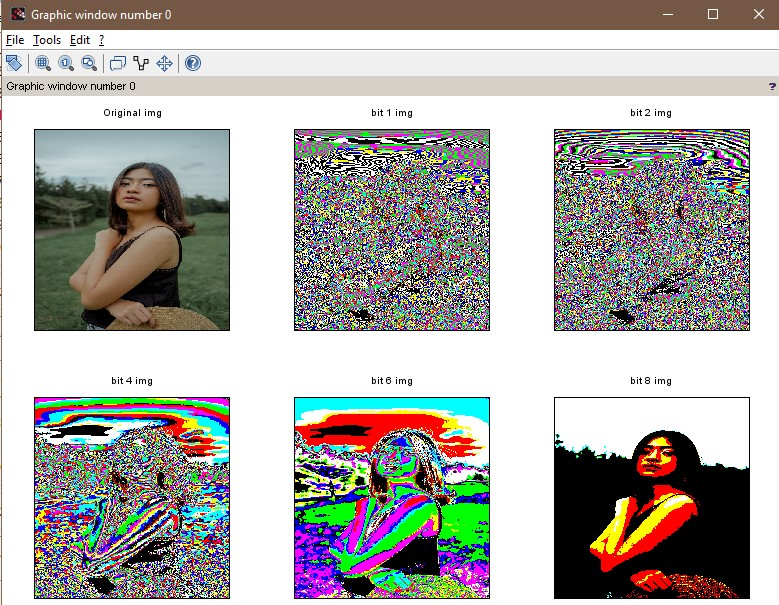 Graphic window number 0
File Tools Edit ?
Graphic window number 0 ?
Original img bit 1 img bit 2 img
bit 4 img bit 6 img bit 8 img